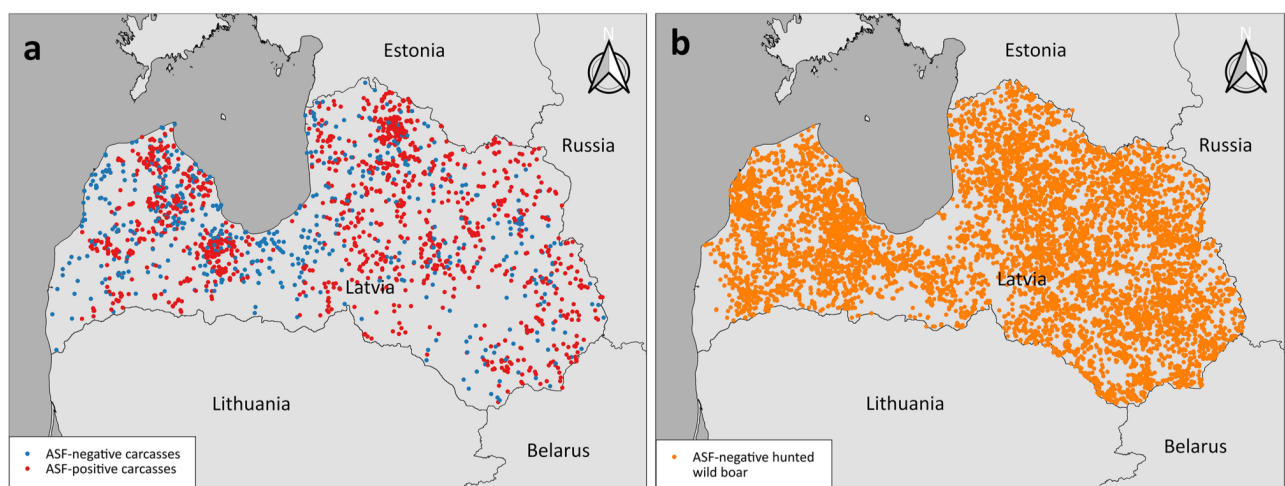 a
N
Estonia
Russia
Latvia
Lithuania
Belarus
ASF-negative carcasses
ASF-positive carcasses
b
N
Estonia
Russia
Latvia
Lithuania
Belarus
ASF-negative hunted
wild boar